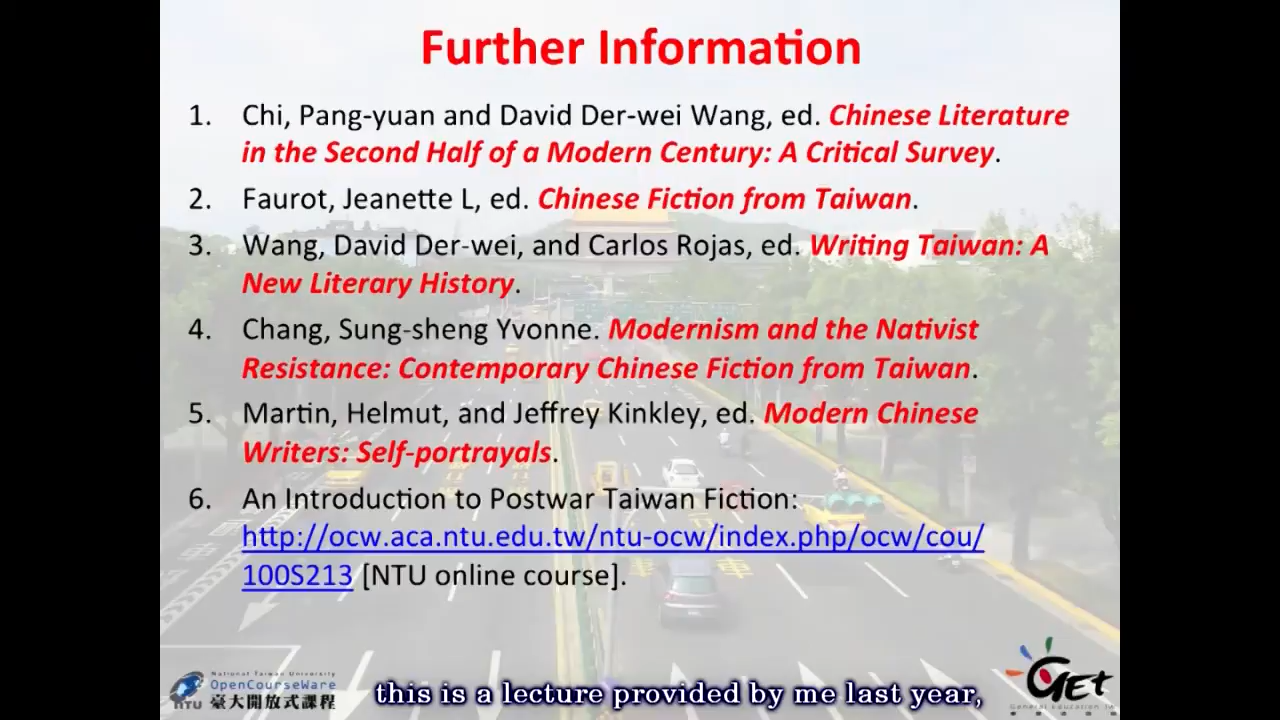 Further Information
1. Chi, Pang-yuan and David Der-wei Wang, ed. Chinese Literature
in the Second Half of a Modern Century: A Critical Survey.
2. Faurot, Jeanette L, ed. Chinese Fiction from Taiwan.
3. Wang, David Der-wei, and Carlos Rojas, ed. Writing Taiwan: A
New Literary History.
4. Chang, Sung-sheng Yvonne. Modernism and the Nativist
Resistance: Contemporary Chinese Fiction from Taiwan.
5. Martin, Helmut, and Jeffrey Kinkley, ed. Modern Chinese
Writers: Self-portrayals.
6. An Introduction to Postwar Taiwan Fiction:
http://ocw.aca.ntu.edu.tw/ntu-ocw/index.php/ocw/cou/
100S213 [NTU online course].
National Taiwan University
OpenCourseWare
NTU 臺大開放式課程
this is a lecture provided by me last year,
GET
General Education